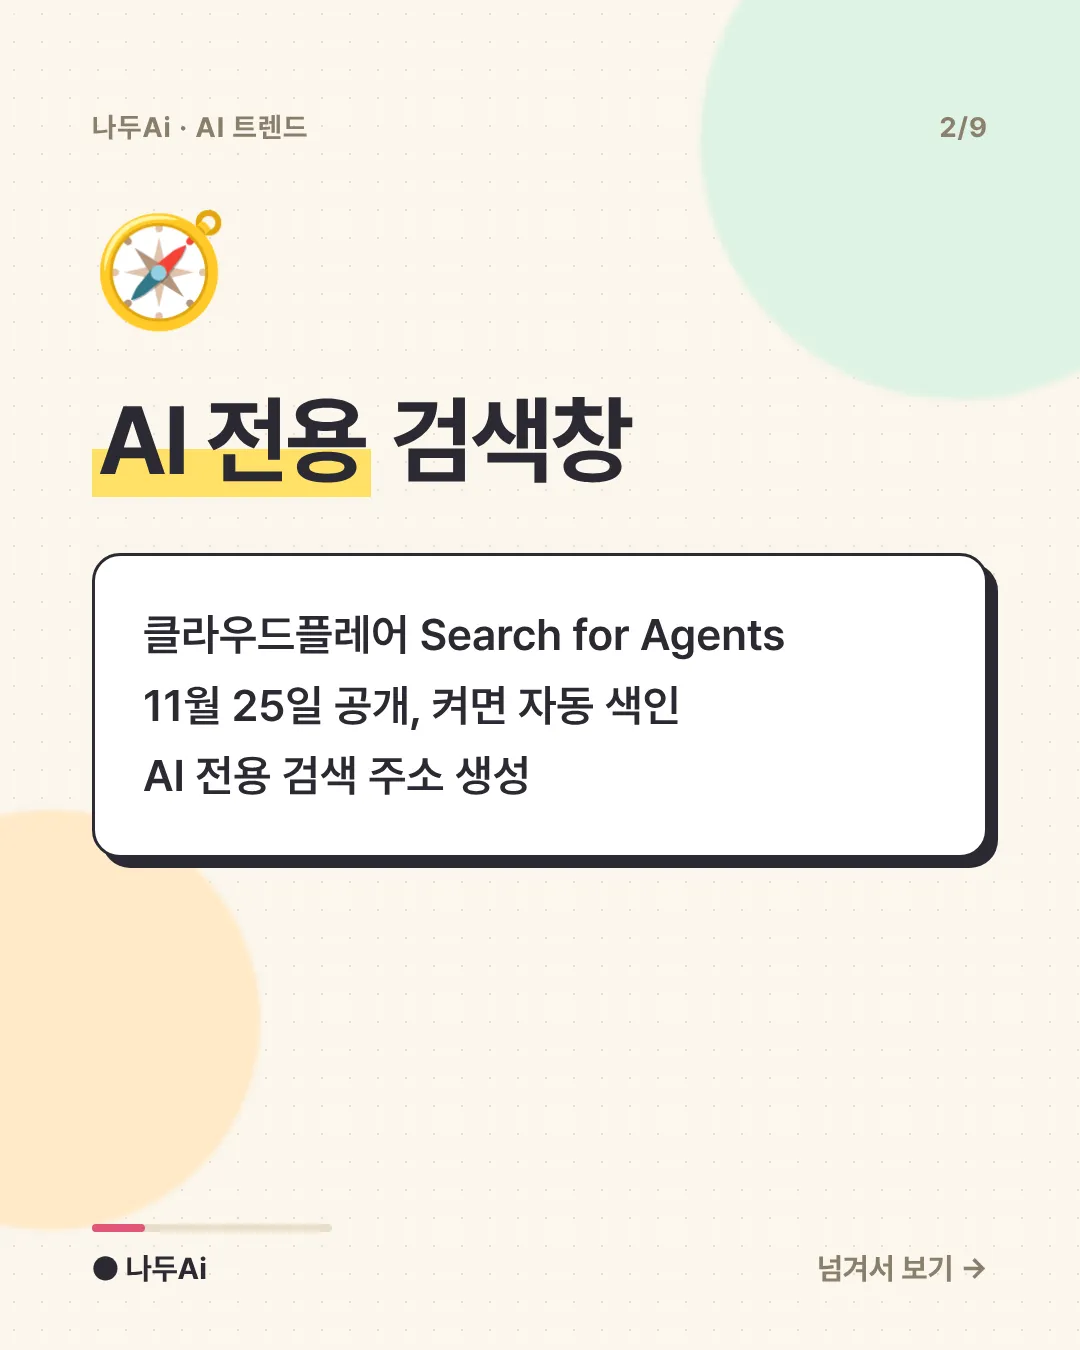 나두Ai · AI 트렌드
2/9
AI 전용 검색창
클라우드플레어 Search for Agents
11월 25일 공개, 켜면 자동 색인
AI 전용 검색 주소 생성
나두Ai
넘겨서 보기 →